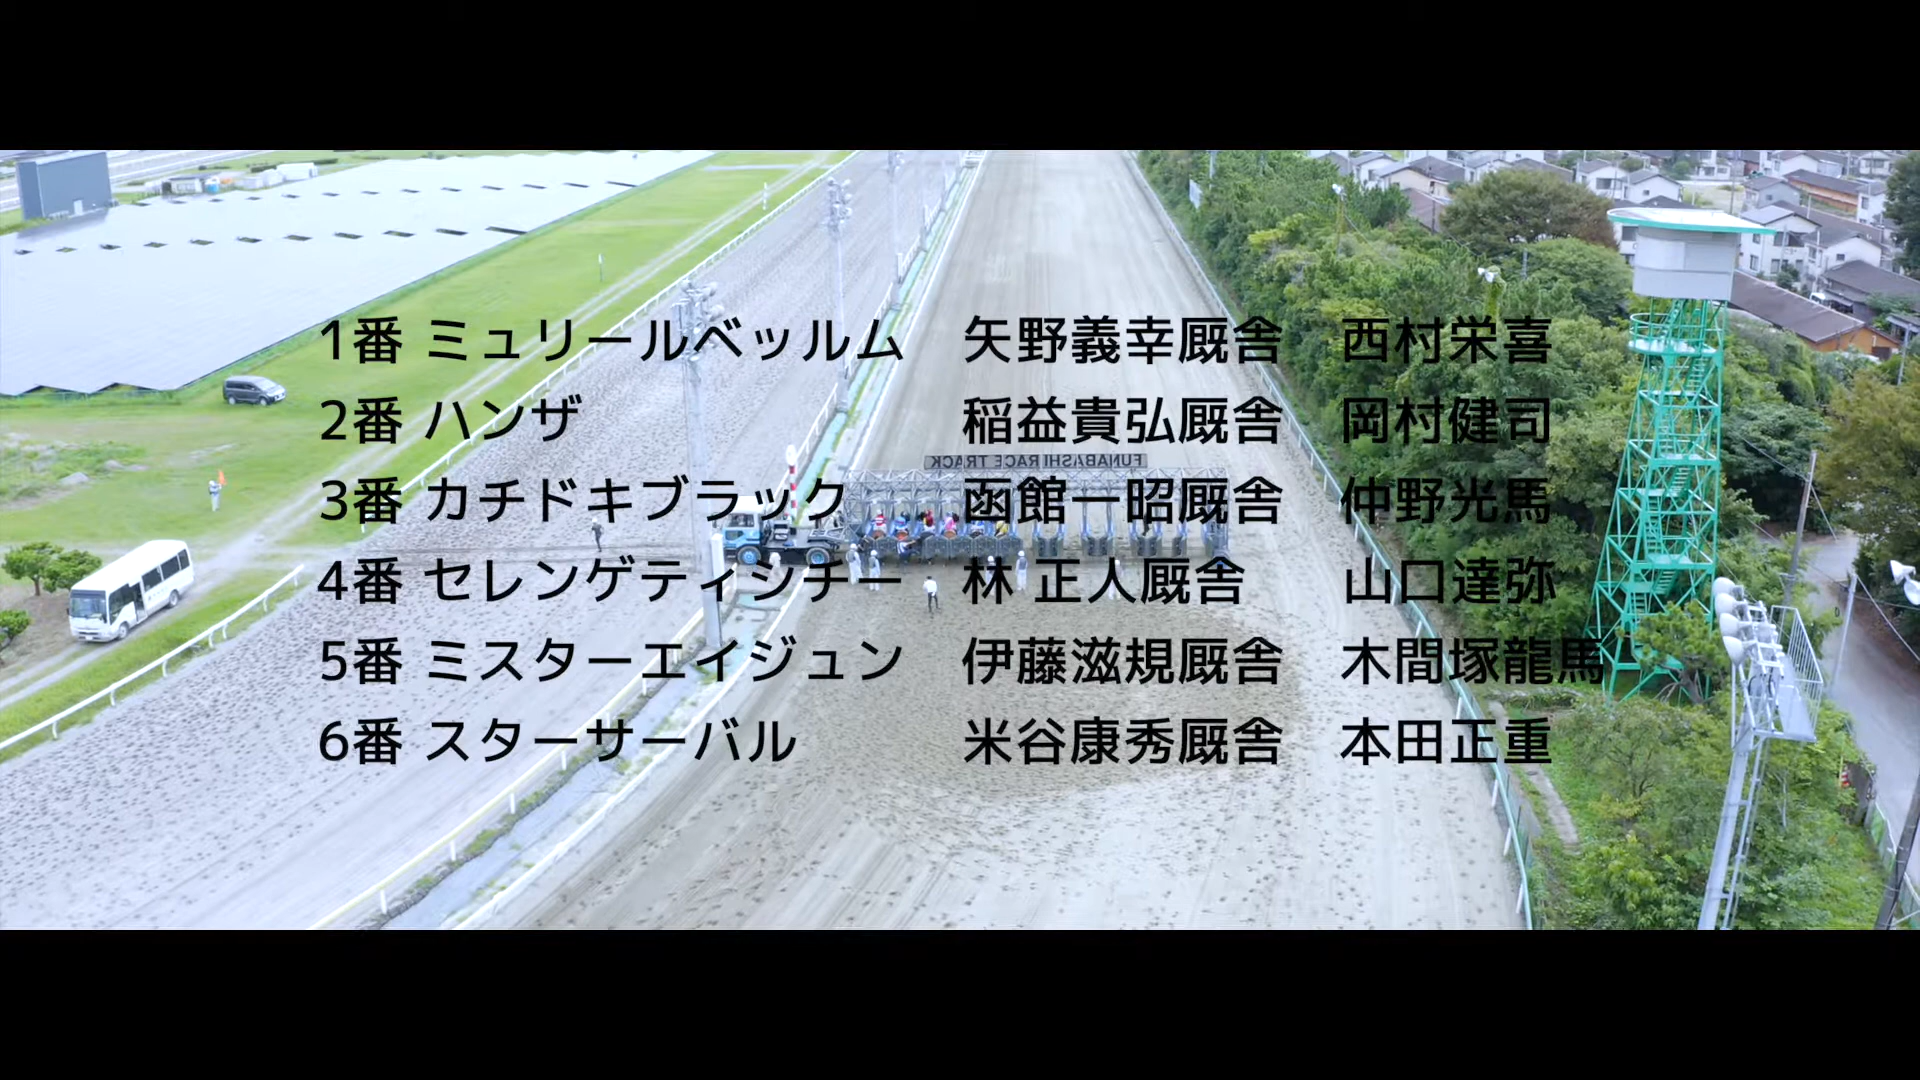 1番 ミュリールベッルム 矢野義幸厩舎 西村栄喜
2番 ハンザ 稲益貴弘厩舎 岡村健司
FUNABASHI RACE TRACK
3番 カチドキブラック 函館一昭厩舎 仲野光馬
4番 セレンゲティシチー 林 正人厩舎 山口達弥
5番 ミスターエイジュン 伊藤滋規厩舎 木間塚龍馬
6番 スターサーバル 米谷康秀厩舎 本田正重